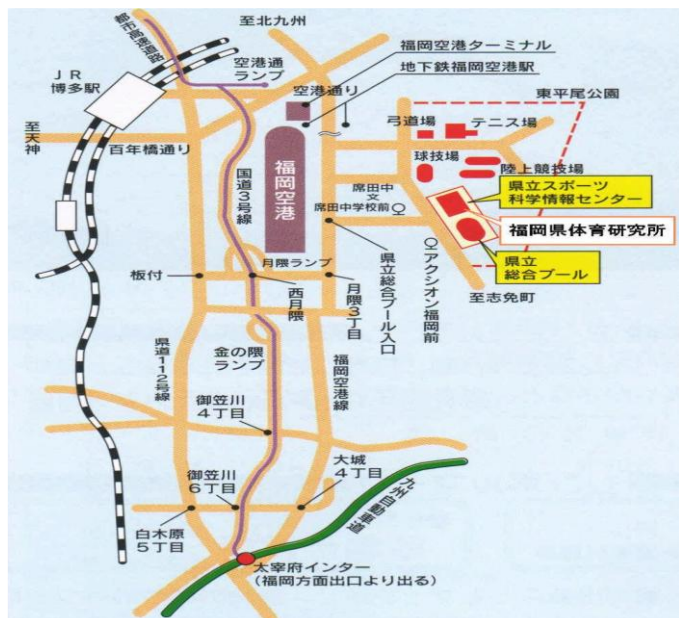 至北九州
都市高速道路
福岡空港ターミナル
地下鉄福岡空港駅
ＪＲ
博多駅
空港通
ランプ
空港通り
東平尾公園
弓道場
テニス場
至
天
神
百年橋通り
国道３号線
福岡空港
球技場
陸上競技場
席田中
文
席田中学校前
県立スポーツ
科学情報センター
福岡県体育研究所
県立
総合プール
月隈ランプ
板付
西月隈
月隈３丁目
県立総合プール入口
アクシオン福岡前
至志免町
県道112号線
金の隈
ランプ
福岡空港線
御笠川
４丁目
御笠川
６丁目
大城
４丁目
九州自動車道
白木原
５丁目
太宰府インター
（福岡方面出口より出る）